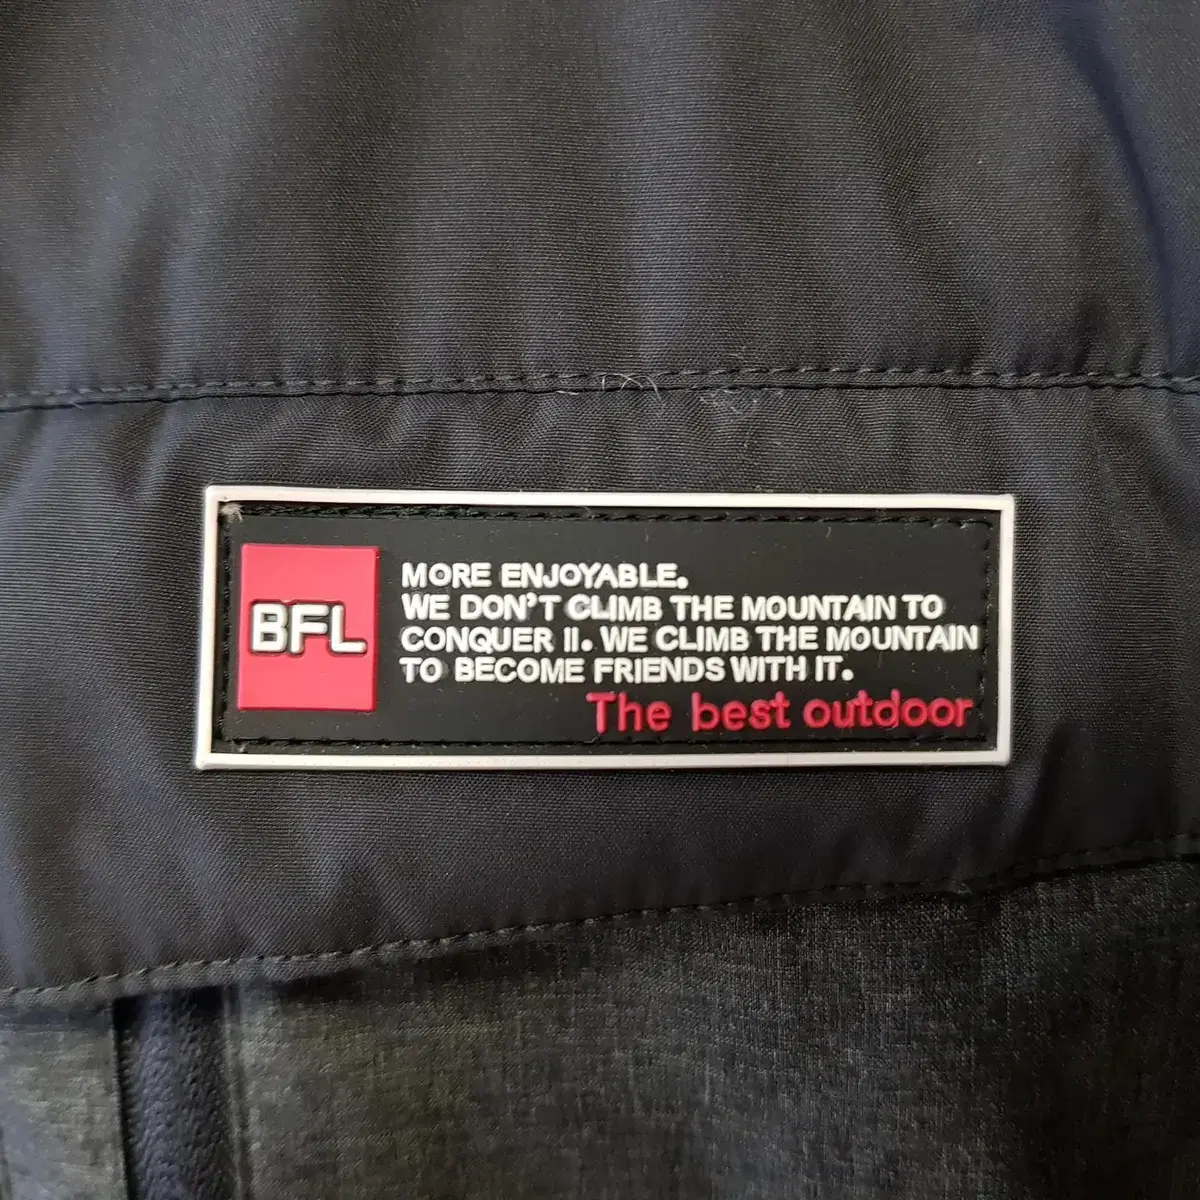 BFL
MORE ENJOYABLE.
WE DON'T CLIMB THE MOUNTAIN TO
CONQUER II. WE CLIMB THE MOUNTAIN
TO BECOME FRIENDS WITH IT.
The best outdoor